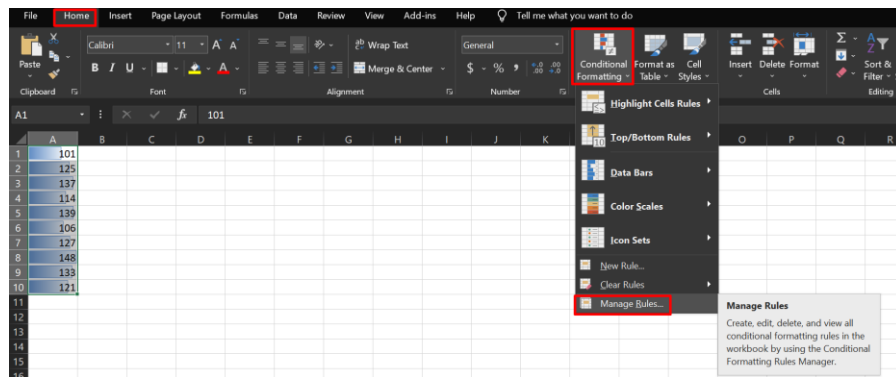 File Home Insert Page Layout Formulas Data Review View Add-ins Help Tell me what you want to do
Calibri 11 A A Wrap Text General
Paste B I U A Merge & Center $ % , Conditional Formatting Format as Table Cell Styles Insert Delete Format Sort & Filter
Clipboard Font Alignment Number Cells Editing
A1 fx 101
A B C D E F G H I J K O P Q R
1 101
2 125
3 137
4 114
5 139
6 106
7 127
8 148
9 133
10 121
11
12
13
14
15
16
Highlight Cells Rules
Top/Bottom Rules
Data Bars
Color Scales
Icon Sets
New Rule...
Clear Rules
Manage Rules...
Manage Rules
Create, edit, delete, and view all
conditional formatting rules in the
workbook by using the Conditional
Formatting Rules Manager.